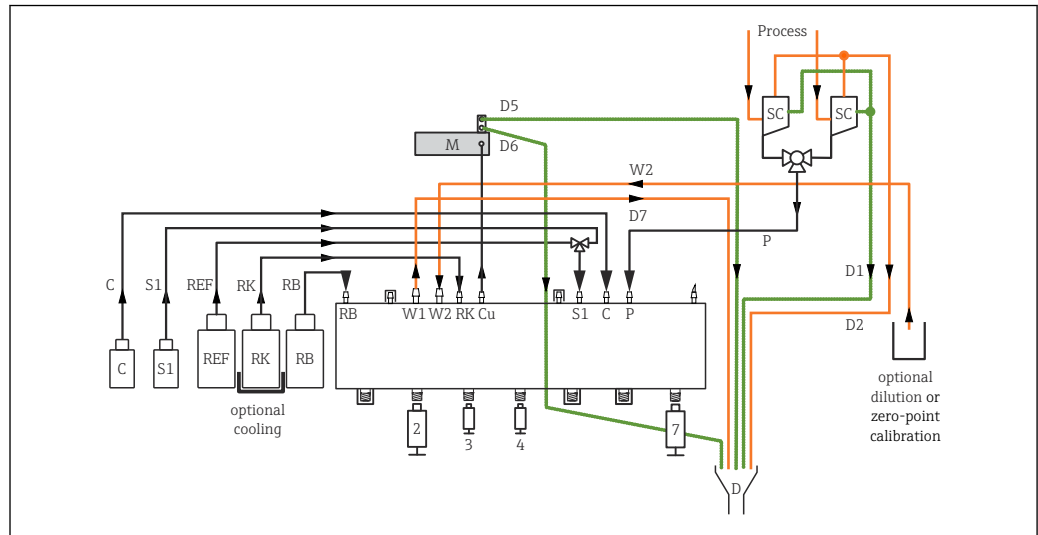 Process
SC
SC
D5
M
D6
W2
D7
P
C
S1
REF
RK
RB
D1
D2
RB
W1
W2
RK
Cu
S1
C
P
C
S1
REF
RK
RB
optional
cooling
optional
dilution or
zero-point
calibration
2
3
4
7
D